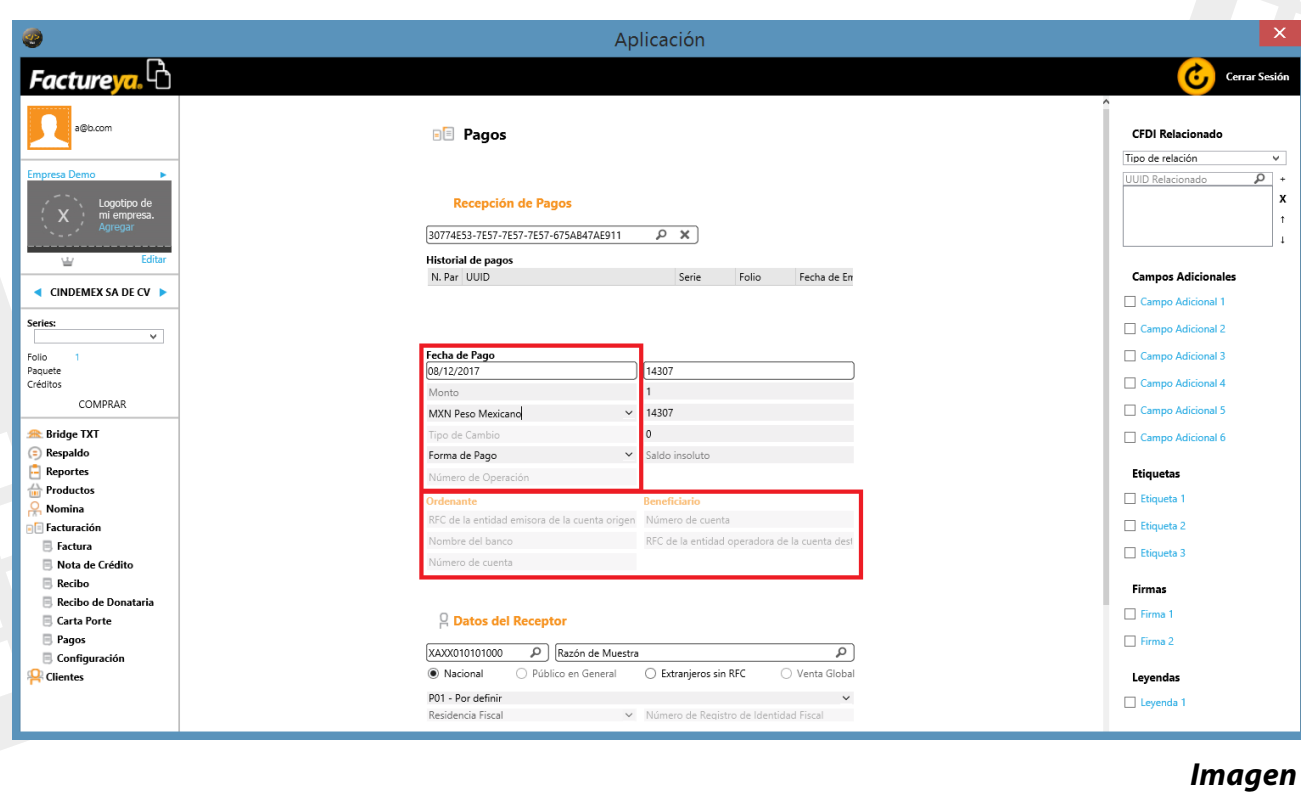 Aplicación
Factureya.
Cerrar Sesión
a@b.com
Empresa Demo
X
Logotipo de
mi empresa.
Agregar
Editar
CINDEMEX SA DE CV
Series:
Folio 1
Paquete
Créditos
COMPRAR
Bridge TXT
Respaldo
Reportes
Productos
Nomina
Facturación
Factura
Nota de Crédito
Recibo
Recibo de Donataria
Carta Porte
Pagos
Configuración
Clientes
Pagos
Recepción de Pagos
30774E53-7E57-7E57-7E57-675AB47AE911
Historial de pagos
N. Par UUID Serie Folio Fecha de Em
Fecha de Pago
08/12/2017 14307
Monto 1
MXN Peso Mexicano 14307
Tipo de Cambio 0
Forma de Pago Saldo insoluto
Número de Operación
Ordenante Beneficiario
RFC de la entidad emisora de la cuenta origen Número de cuenta
Nombre del banco RFC de la entidad operadora de la cuenta dest
Número de cuenta
Datos del Receptor
XAXX010101000 Razón de Muestra
Nacional Público en General Extranjeros sin RFC Venta Global
P01 - Por definir
Residencia Fiscal Número de Registro de Identidad Fiscal
CFDI Relacionado
Tipo de relación
UUID Relacionado +
X
↑
↓
Campos Adicionales
Campo Adicional 1
Campo Adicional 2
Campo Adicional 3
Campo Adicional 4
Campo Adicional 5
Campo Adicional 6
Etiquetas
Etiqueta 1
Etiqueta 2
Etiqueta 3
Firmas
Firma 1
Firma 2
Leyendas
Leyenda 1
Imagen